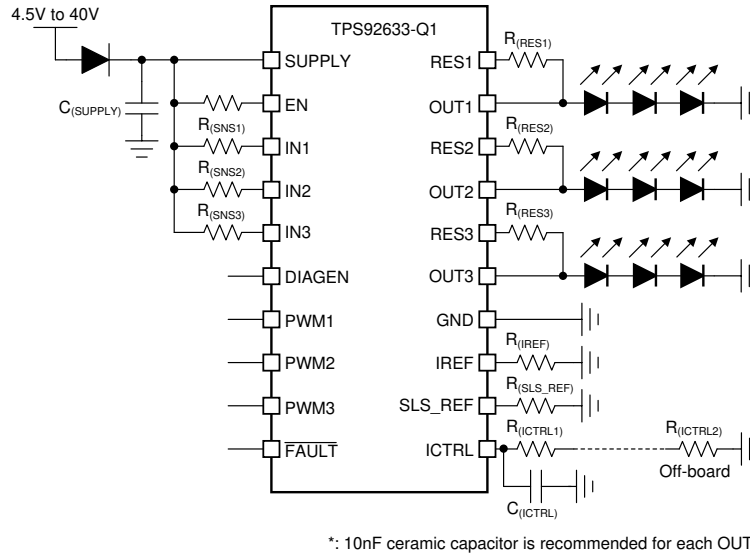 4.5V to 40V
TPS92633-Q1
C(SUPPLY)
SUPPLY
EN
R(SNS1)
IN1
R(SNS2)
IN2
R(SNS3)
IN3
DIAGEN
PWM1
PWM2
PWM3
FAULT
R(RES1)
RES1
OUT1
R(RES2)
RES2
OUT2
R(RES3)
RES3
OUT3
GND
R(IREF)
IREF
R(SLS_REF)
SLS_REF
R(ICTRL1)
R(ICTRL2)
ICTRL
Off-board
C(ICTRL)
*: 10nF ceramic capacitor is recommended for each OUT